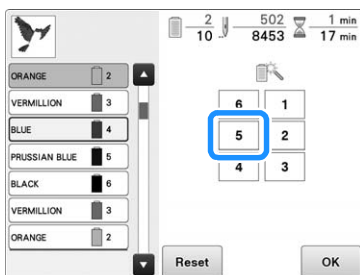 2
10
502
8453
1 min
17 min
ORANGE 2
VERMILLION 3
BLUE 4
PRUSSIAN BLUE 5
BLACK 6
VERMILLION 3
ORANGE 2
6 1
5 2
4 3
Reset OK